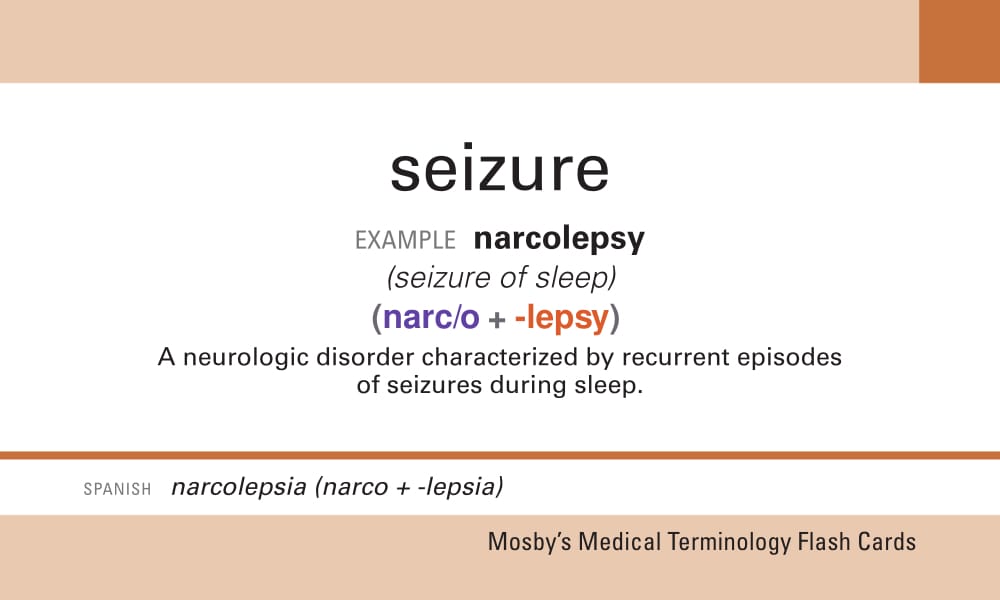 seizure
EXAMPLE narcolepsy
(seizure of sleep)
(narc/o + -lepsy)
A neurologic disorder characterized by recurrent episodes
of seizures during sleep.
SPANISH narcolepsia (narco + -lepsia)
Mosby's Medical Terminology Flash Cards